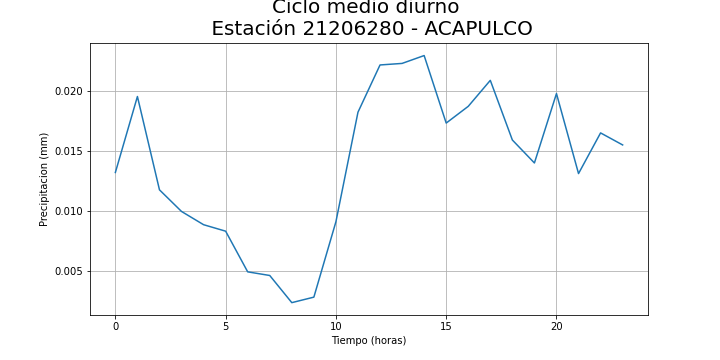 Ciclo medio diurno
Estación 21206280 - ACAPULCO
Precipitacion (mm)
0.020
0.015
0.010
0.005
0 5 10 15 20
Tiempo (horas)